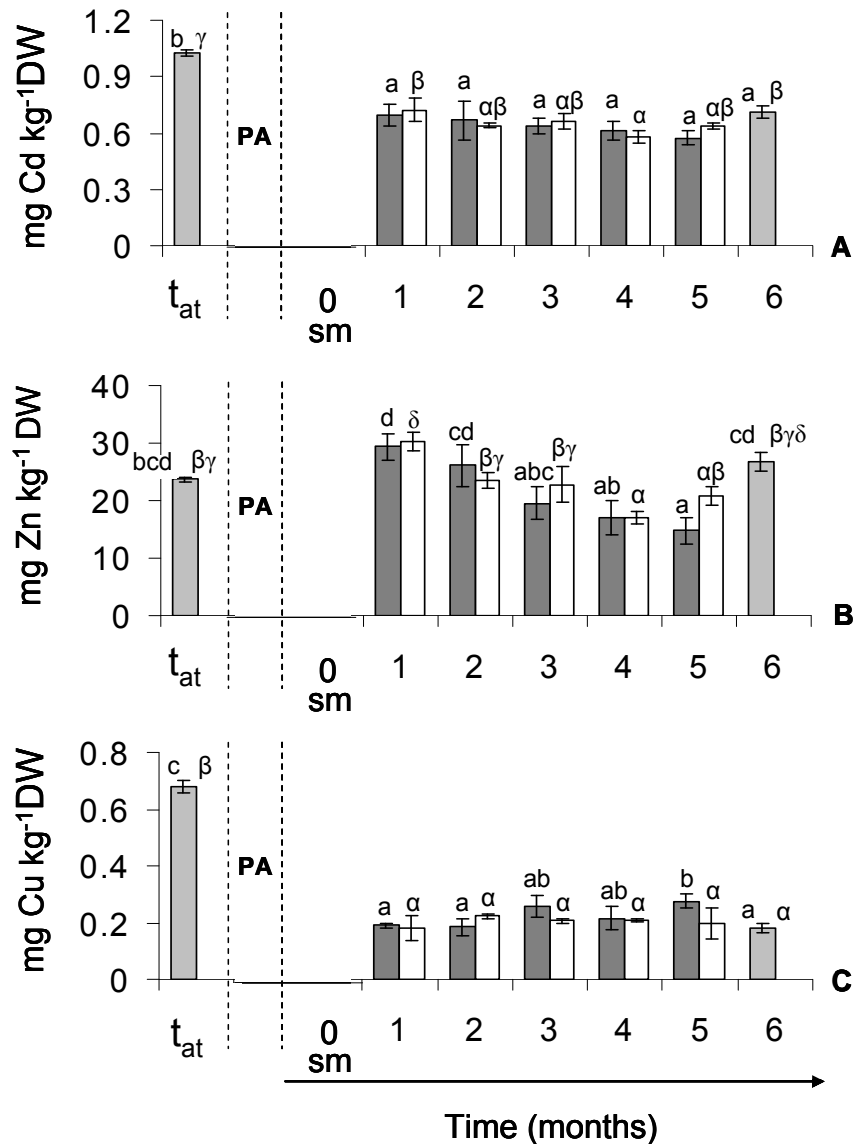 1.2
b γ
0.9
a β
a αβ
a αβ
a α
a αβ
a β
PA
0.6
0.3
0
mg Cd kg-1DW
A
tat
0
sm
1
2
3
4
5
6
40
30
bcd βγ
d δ
cd βγ
abc βγ
ab α
a αβ
cd βγδ
PA
20
10
0
mg Zn kg-1 DW
B
tat
0
sm
1
2
3
4
5
6
0.8
c β
0.6
PA
0.4
a α
a α
ab α
ab α
b α
a α
0.2
0
mg Cu kg-1DW
C
tat
0
sm
1
2
3
4
5
6
Time (months)